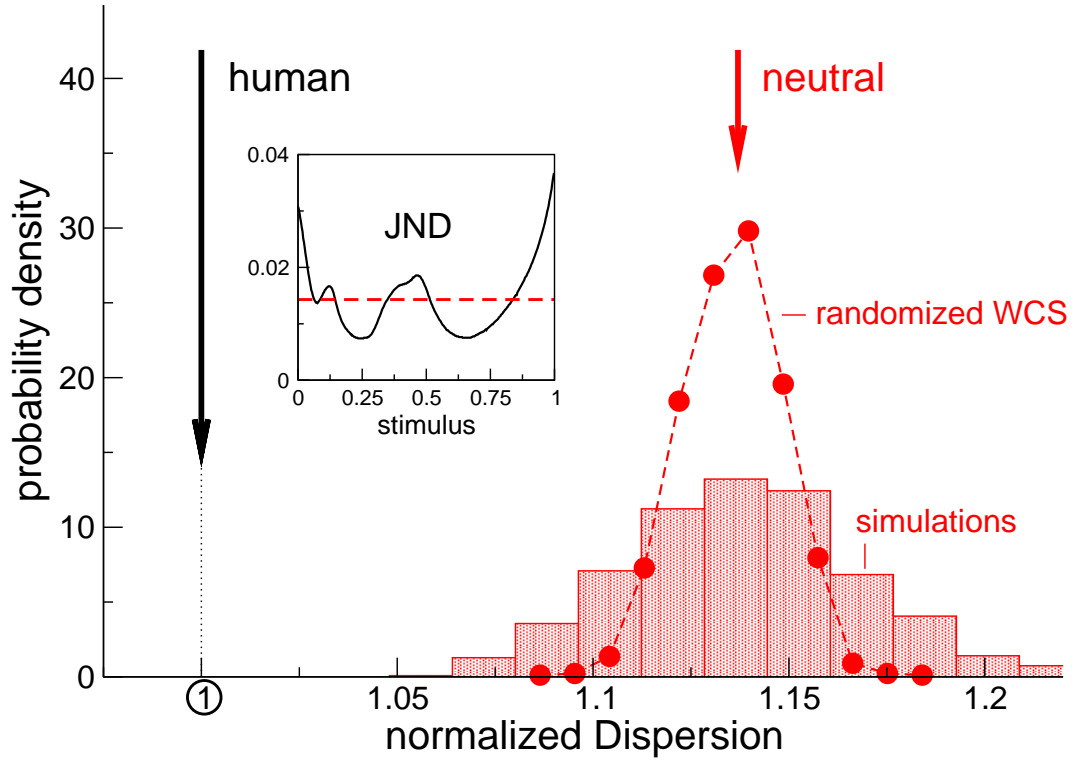 human
neutral
40
30
20
10
0
probability density
0.04
0.02
0
JND
0
0.25
0.5
0.75
1
stimulus
randomized WCS
simulations
1
1.05
1.1
1.15
1.2
normalized Dispersion